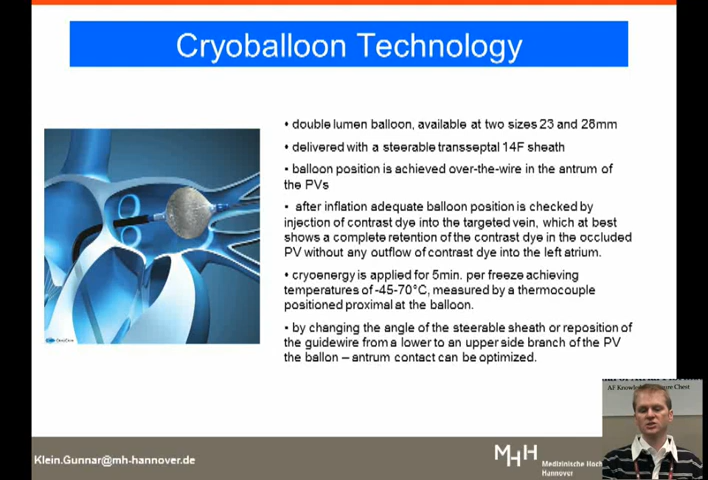 Cryoballoon Technology
• double lumen balloon, available at two sizes 23 and 28mm
• delivered with a steerable transseptal 14F sheath
• balloon position is achieved over-the-wire in the antrum of
the PVs
• after inflation adequate balloon position is checked by
injection of contrast dye into the targeted vein, which at best
shows a complete retention of the contrast dye in the occluded
PV without any outflow of contrast dye into the left atrium.
• cryoenergy is applied for 5min. per freeze achieving
temperatures of -45-70°C, measured by a thermocouple
positioned proximal at the balloon.
• by changing the angle of the steerable sheath or reposition of
the guidewire from a lower to an upper side branch of the PV
the ballon – antrum contact can be optimized.
AF Chest
Klein.Gunnar@mh-hannover.de
MHH
Medizinische Hoch
Hannover